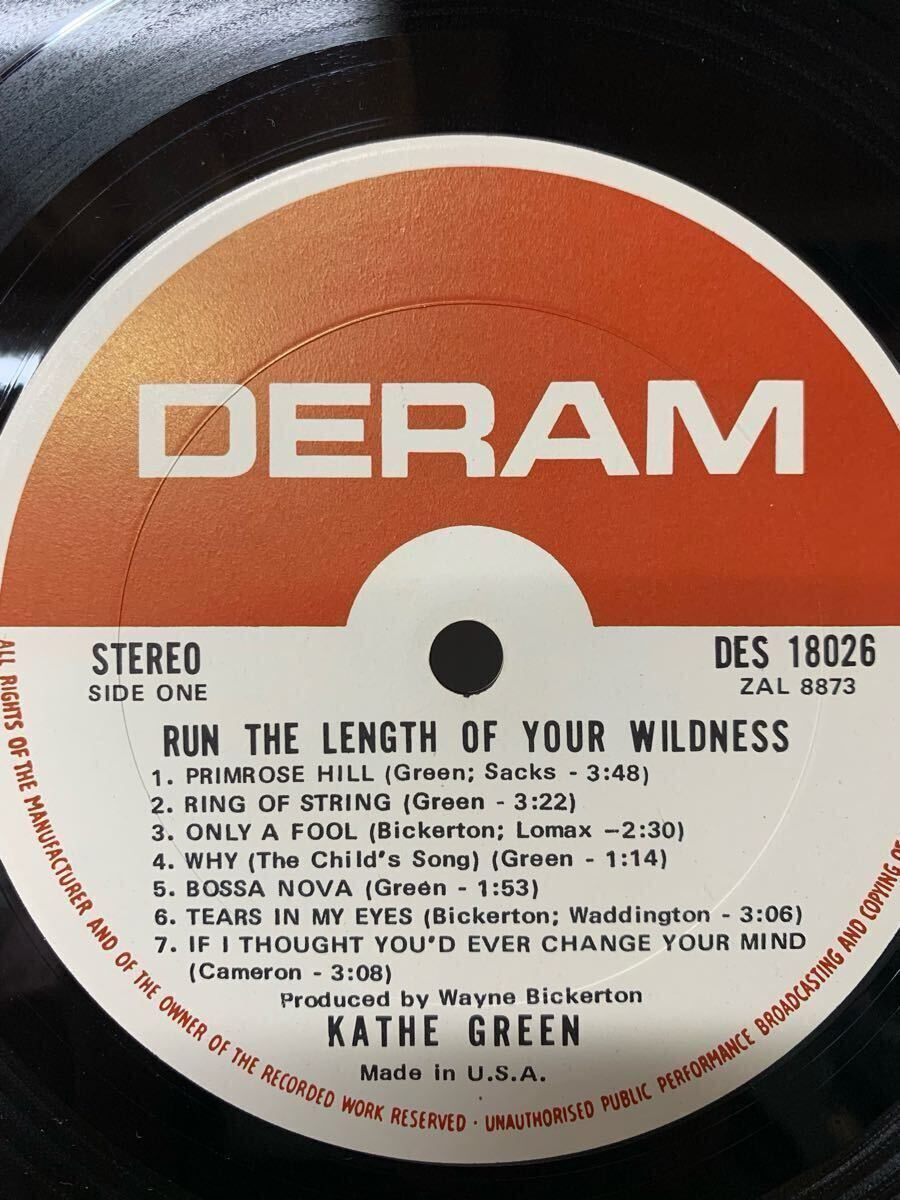 DERAM
STEREO
SIDE ONE
DES 18026
ZAL 8873
RUN THE LENGTH OF YOUR WILDNESS
1. PRIMROSE HILL (Green; Sacks - 3:48)
2. RING OF STRING (Green - 3:22)
3. ONLY A FOOL (Bickerton; Lomax –2:30)
4. WHY (The Child's Song) (Green - 1:14)
5. BOSSA NOVA (Green - 1:53)
6. TEARS IN MY EYES (Bickerton; Waddington - 3:06)
7. IF I THOUGHT YOU'D EVER CHANGE YOUR MIND
(Cameron - 3:08)
Produced by Wayne Bickerton
KATHE GREEN
Made in U.S.A.
ALL RIGHTS OF THE MANUFACTURER AND OF THE OWNER OF THE RECORDED WORK RESERVED · UNAUTHORISED PUBLIC PERFORMANCE BROADCASTING AND COPYING OF